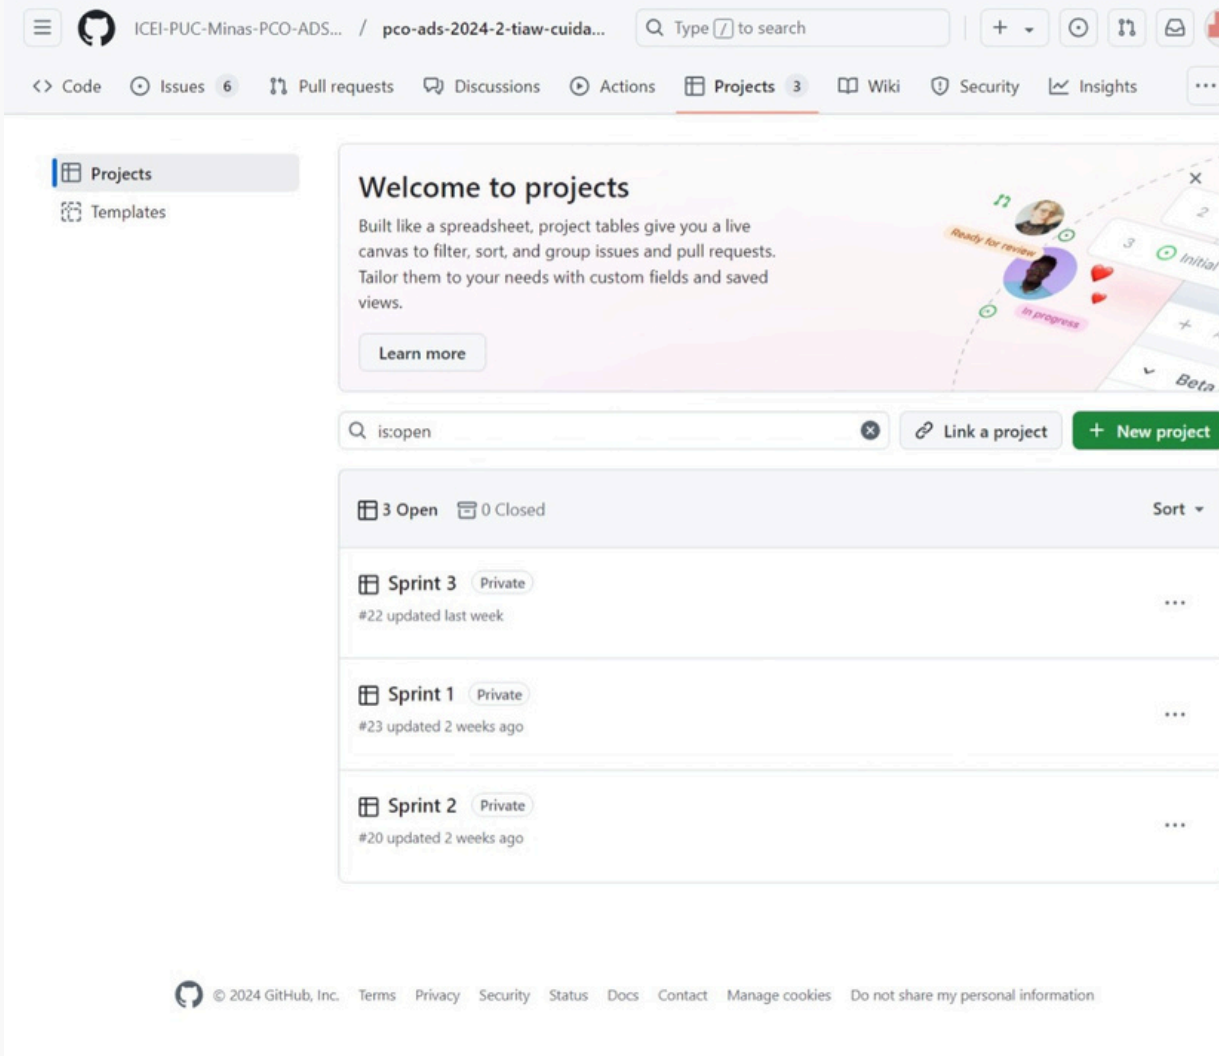 ICEI-PUC-Minas-PCO-ADS... / pco-ads-2024-2-tiaw-cuida...
Type / to search
Code Issues 6 Pull requests Discussions Actions Projects 3 Wiki Security Insights
Projects
Templates
Welcome to projects
Built like a spreadsheet, project tables give you a live
canvas to filter, sort, and group issues and pull requests.
Tailor them to your needs with custom fields and saved
views.
Learn more
Ready for review
In progress
2
3 Initial
Beta
is:open
Link a project
+ New project
3 Open 0 Closed
Sort
Sprint 3 Private
#22 updated last week
Sprint 1 Private
#23 updated 2 weeks ago
Sprint 2 Private
#20 updated 2 weeks ago
© 2024 GitHub, Inc. Terms Privacy Security Status Docs Contact Manage cookies Do not share my personal information